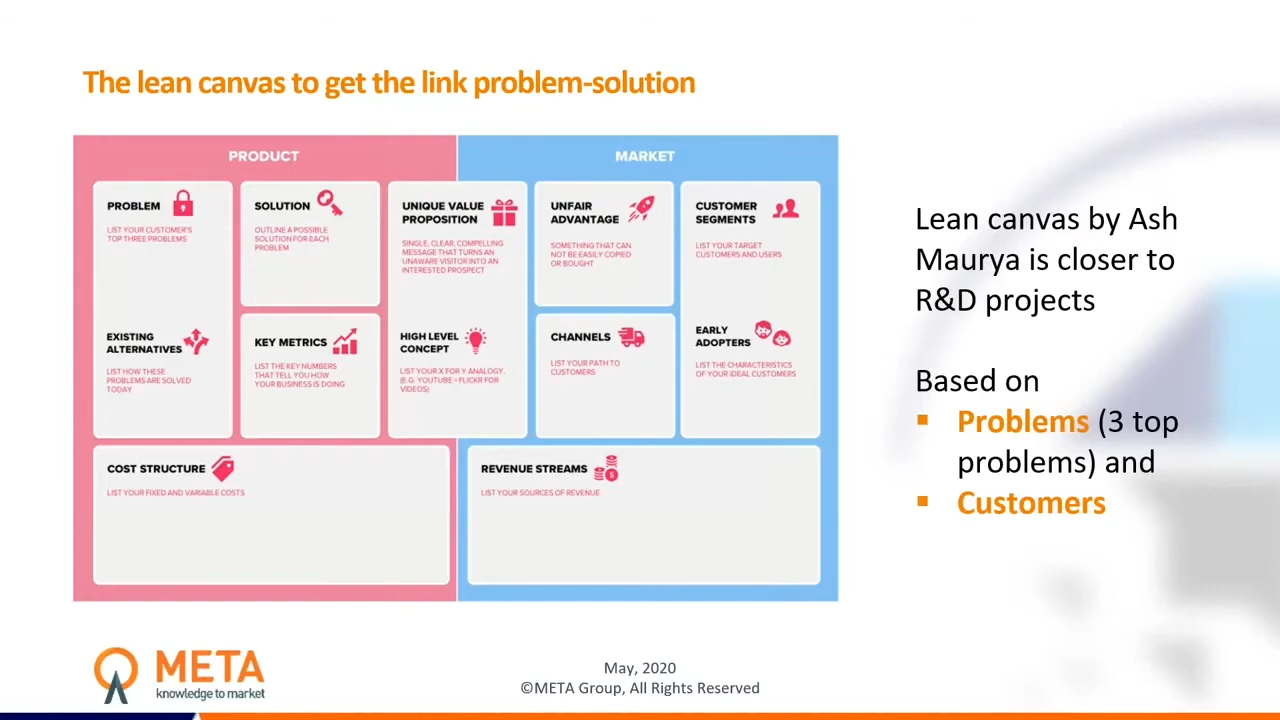 The lean canvas to get the link problem-solution
PRODUCT
MARKET
PROBLEM
LIST YOUR CUSTOMER'S
TOP THREE PROBLEMS
EXISTING
ALTERNATIVES
LIST HOW THESE
PROBLEMS ARE SOLVED
TODAY
SOLUTION
OUTLINE A POSSIBLE
SOLUTION FOR EACH
PROBLEM
KEY METRICS
LIST THE KEY NUMBERS
THAT TELL YOU HOW
YOUR BUSINESS IS DOING
UNIQUE VALUE
PROPOSITION
SINGLE, CLEAR, COMPELLING
MESSAGE THAT TURNS AN
UNAWARE VISITOR INTO AN
INTERESTED PROSPECT
HIGH LEVEL
CONCEPT
LIST YOUR X FOR Y ANALOGY.
(E.G. YOUTUBE = FLICKR FOR
VIDEOS)
UNFAIR
ADVANTAGE
SOMETHING THAT CAN
NOT BE EASILY COPIED
OR BOUGHT
CHANNELS
LIST YOUR PATH TO
CUSTOMERS
CUSTOMER
SEGMENTS
LIST YOUR TARGET
CUSTOMERS AND USERS
EARLY
ADOPTERS
LIST THE CHARACTERISTICS
OF YOUR IDEAL CUSTOMERS
COST STRUCTURE
LIST YOUR FIXED AND VARIABLE COSTS
REVENUE STREAMS
LIST YOUR SOURCES OF REVENUE
Lean canvas by Ash
Maurya is closer to
R&D projects
Based on
▪ Problems (3 top
problems) and
▪ Customers
META
knowledge to market
May, 2020
©META Group, All Rights Reserved